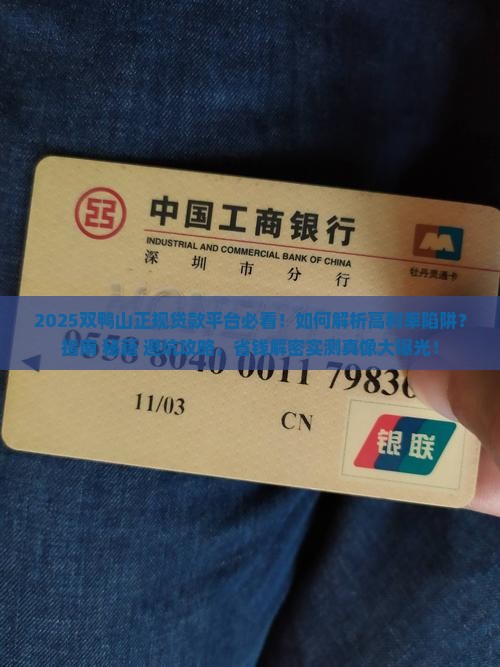 中国工商银行
INDUSTRIAL AND COMMERCIAL BANK OF CHINA
深圳市分行
牡丹灵通卡
2025双鸭山正规贷款平台必看！如何解析高利率陷阱？
攻略，省钱解密实测真像大曝光！
8040 0011 7983
11/03
CN
银联